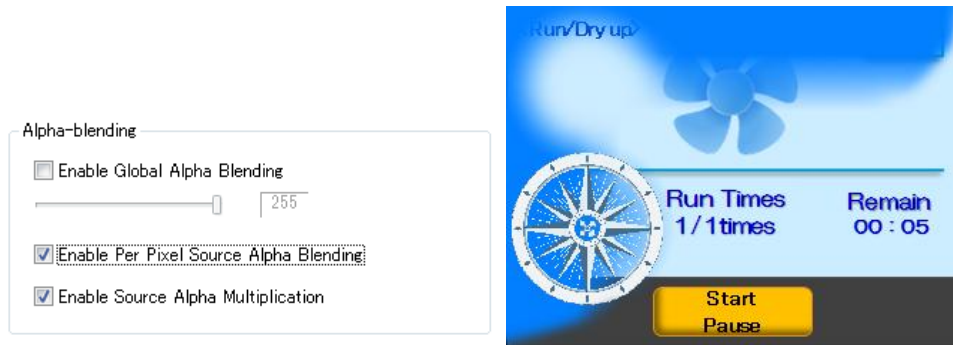 Alpha-blending
Enable Global Alpha Blending
255
Enable Per Pixel Source Alpha Blending
Enable Source Alpha Multiplication
<Run/Dry up>
Run Times
1/1times
Remain
00:05
Start
Pause